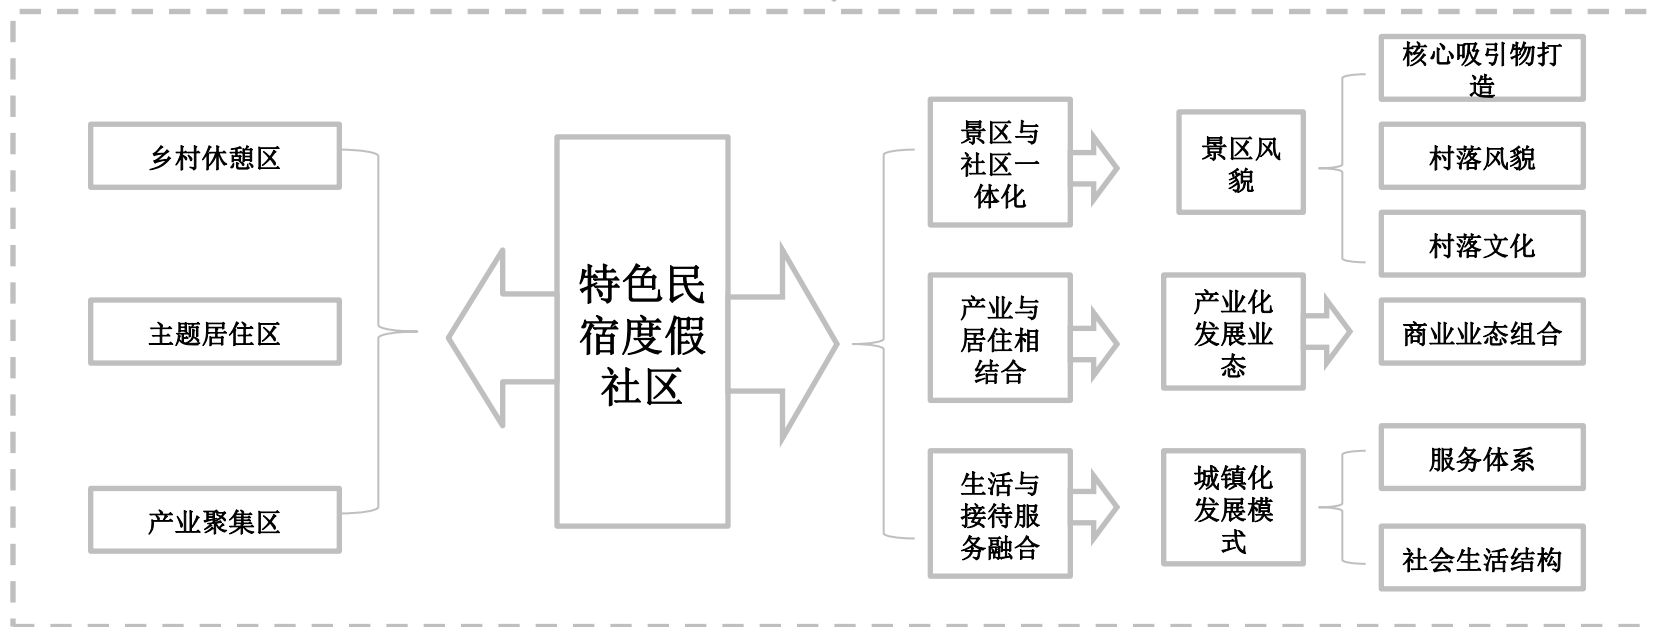 乡村休憩区
主题居住区
产业聚集区
特色民
宿度假
社区
景区与
社区一
体化
产业与
居住相
结合
生活与
接待服
务融合
景区风
貌
产业化
发展业
态
城镇化
发展模
式
核心吸引物打
造
村落风貌
村落文化
商业业态组合
服务体系
社会生活结构